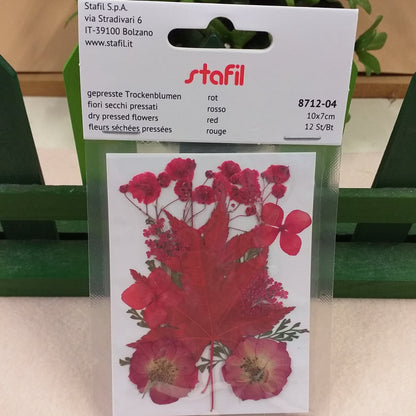 Stafil S.p.A.
via Stradivari 6
IT-39100 Bolzano
www.stafil.it
stafil
gepresste Trockenblumen rot
fiori secchi pressati rosso
dry pressed flowers red
fleurs séchées pressées rouge
8712-04
10x7cm
12 St/Bt